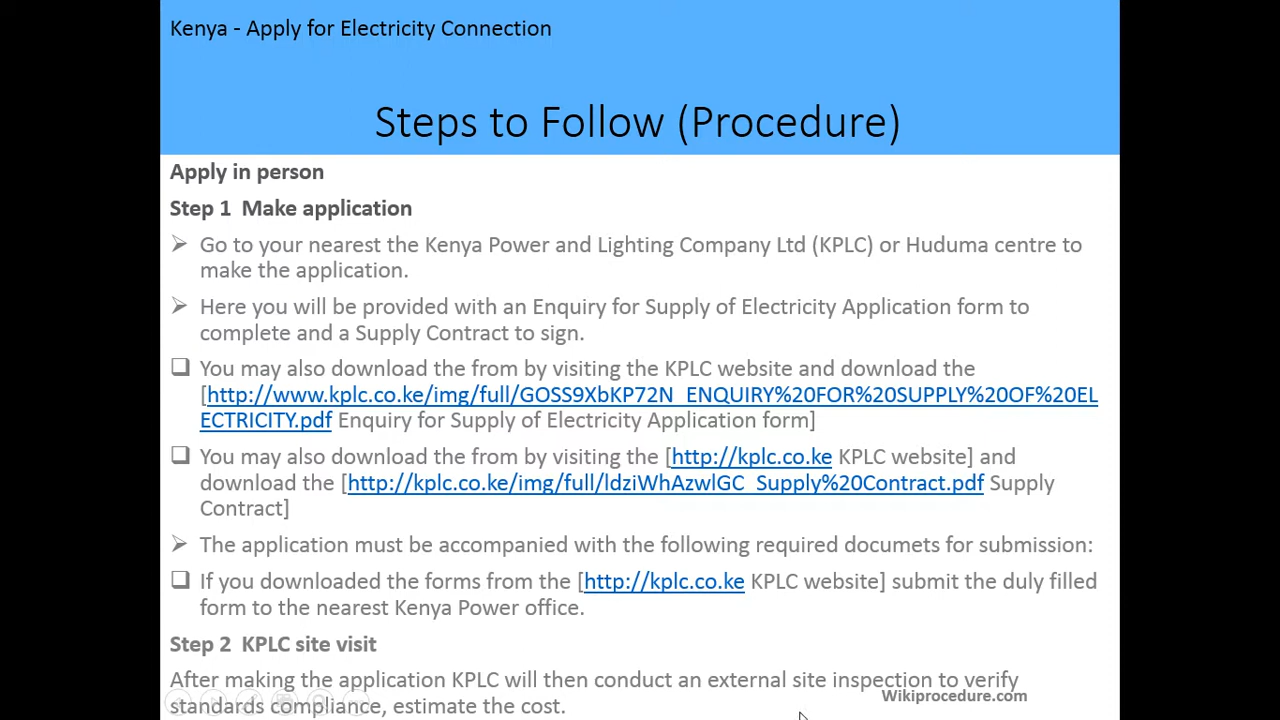 Kenya - Apply for Electricity Connection
Steps to Follow (Procedure)
Apply in person
Step 1 Make application
Go to your nearest the Kenya Power and Lighting Company Ltd (KPLC) or Huduma centre to
make the application.
Here you will be provided with an Enquiry for Supply of Electricity Application form to
complete and a Supply Contract to sign.
You may also download the from by visiting the KPLC website and download the
[http://www.kplc.co.ke/img/full/GOSS9XbKP72N_ENQUIRY%20FOR%20SUPPLY%20OF%20EL
ECTRICITY.pdf Enquiry for Supply of Electricity Application form]
You may also download the from by visiting the [http://kplc.co.ke KPLC website] and
download the [http://kplc.co.ke/img/full/ldziWhAzwlGC_Supply%20Contract.pdf Supply
Contract]
The application must be accompanied with the following required documets for submission:
If you downloaded the forms from the [http://kplc.co.ke KPLC website] submit the duly filled
form to the nearest Kenya Power office.
Step 2 KPLC site visit
After making the application KPLC will then conduct an external site inspection to verify
standards compliance, estimate the cost.
Wikiprocedure.com